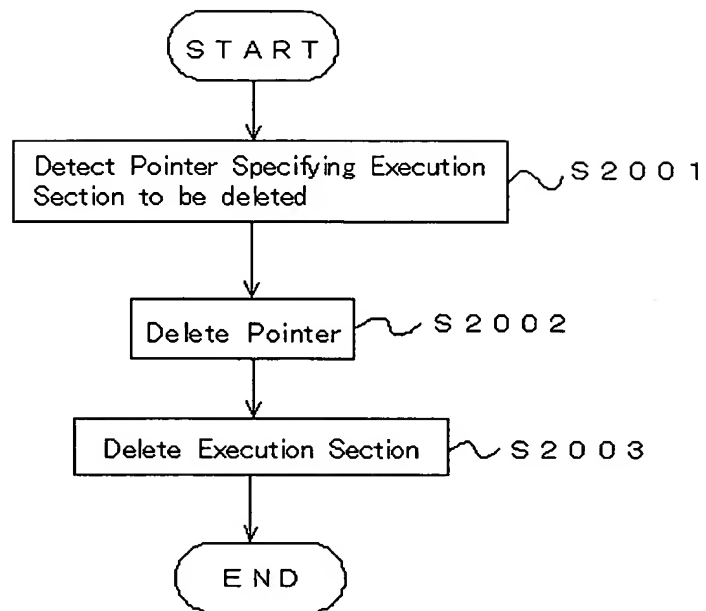 START
Detect Pointer Specifying Execution
Section to be deleted
S2001
Delete Pointer
S2002
Delete Execution Section
S2003
END